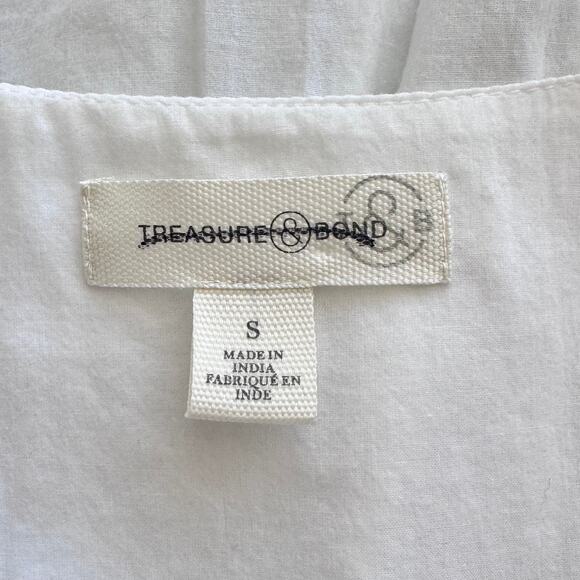 TREASURE & BOND
& B
S
MADE IN
INDIA
FABRIQUÉ EN
INDE